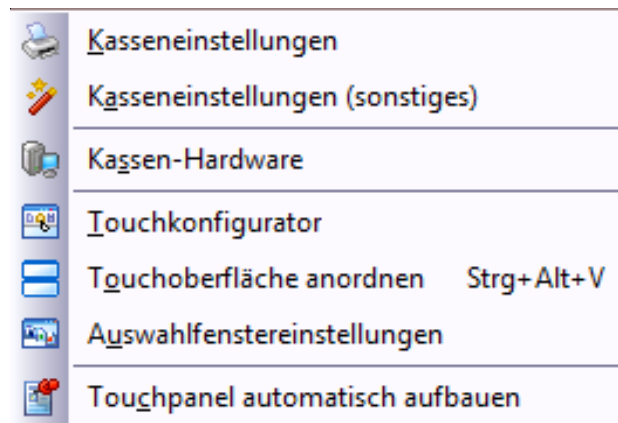 Kasseneinstellungen
Kasseneinstellungen (sonstiges)
Kassen-Hardware
Touchkonfigurator
Touchoberfläche anordnen Strg+Alt+V
Auswahlfenstereinstellungen
Touchpanel automatisch aufbauen